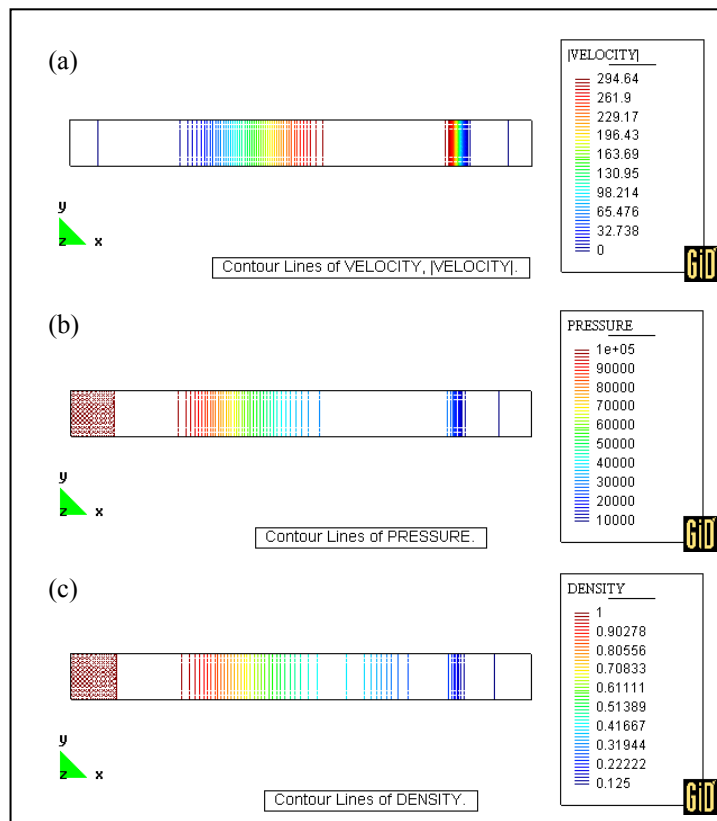 (a)
|VELOCITY|
294.64
261.9
229.17
196.43
163.69
130.95
98.214
65.476
32.738
0
y
z x
Contour Lines of VELOCITY, |VELOCITY|.
GiD
(b)
PRESSURE
1e+05
90000
80000
70000
60000
50000
40000
30000
20000
10000
y
z x
Contour Lines of PRESSURE.
GiD
(c)
DENSITY
1
0.90278
0.80556
0.70833
0.61111
0.51389
0.41667
0.31944
0.22222
0.125
y
z x
Contour Lines of DENSITY.
GiD